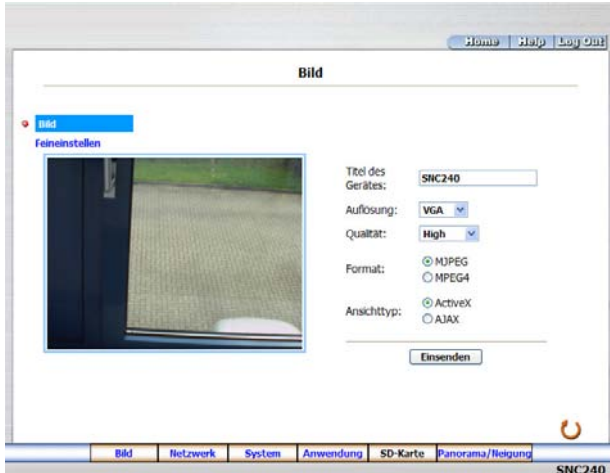 Home Help Log Out
Bild
Bild
Feineinstellen
Titel des
Gerätes:
SNC240
Auflösung: VGA
Qualität: High
Format:
MJPEG
MPEG4
Ansichttyp:
ActiveX
AJAX
Einsenden
Bild Netzwerk System Anwendung SD-Karte Panorama/Neigung
SNC240